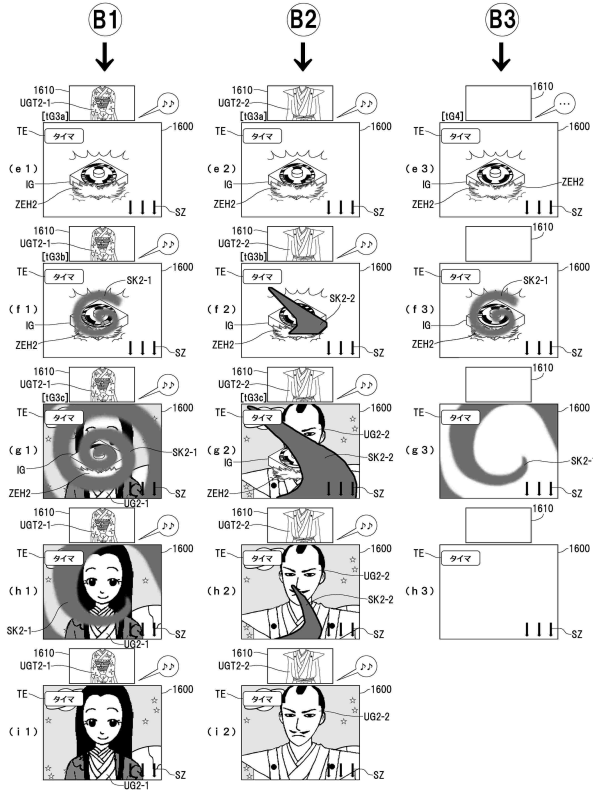 B1
B2
B3
1610
UGT2-1
[tG3a]
♪♪
TE
タイマ
1600
(e1)
IG
ZEH2
SZ
1610
UGT2-2
[tG3a]
♪♪
TE
タイマ
1600
(e2)
IG
ZEH2
SZ
1610
[tG4]
…
TE
タイマ
1600
(e3)
IG
ZEH2
SZ
1610
UGT2-1
[tG3b]
♪♪
TE
タイマ
1600
SK2-1
(f1)
IG
ZEH2
SZ
1610
UGT2-2
[tG3b]
♪♪
TE
タイマ
1600
SK2-2
(f2)
IG
ZEH2
SZ
1610
TE
タイマ
1600
SK2-1
(f3)
IG
ZEH2
SZ
1610
UGT2-1
[tG3c]
♪♪
TE
タイマ
1600
(g1)
SK2-1
IG
ZEH2
SZ
UG2-1
1610
UGT2-2
[tG3c]
♪♪
TE
タイマ
1600
UG2-2
(g2)
SK2-2
IG
ZEH2
SZ
1610
TE
タイマ
1600
(g3)
SK2-
SZ
1610
UGT2-1
♪♪
TE
タイマ
1600
(h1)
SK2-1
SZ
UG2-1
1610
UGT2-2
♪♪
TE
タイマ
1600
UG2-2
(h2)
SK2-2
SZ
1610
TE
タイマ
1600
(h3)
SZ
1610
UGT2-1
♪♪
TE
タイマ
1600
(i1)
SZ
UG2-1
1610
UGT2-2
♪♪
TE
タイマ
1600
UG2-2
(i2)
SZ